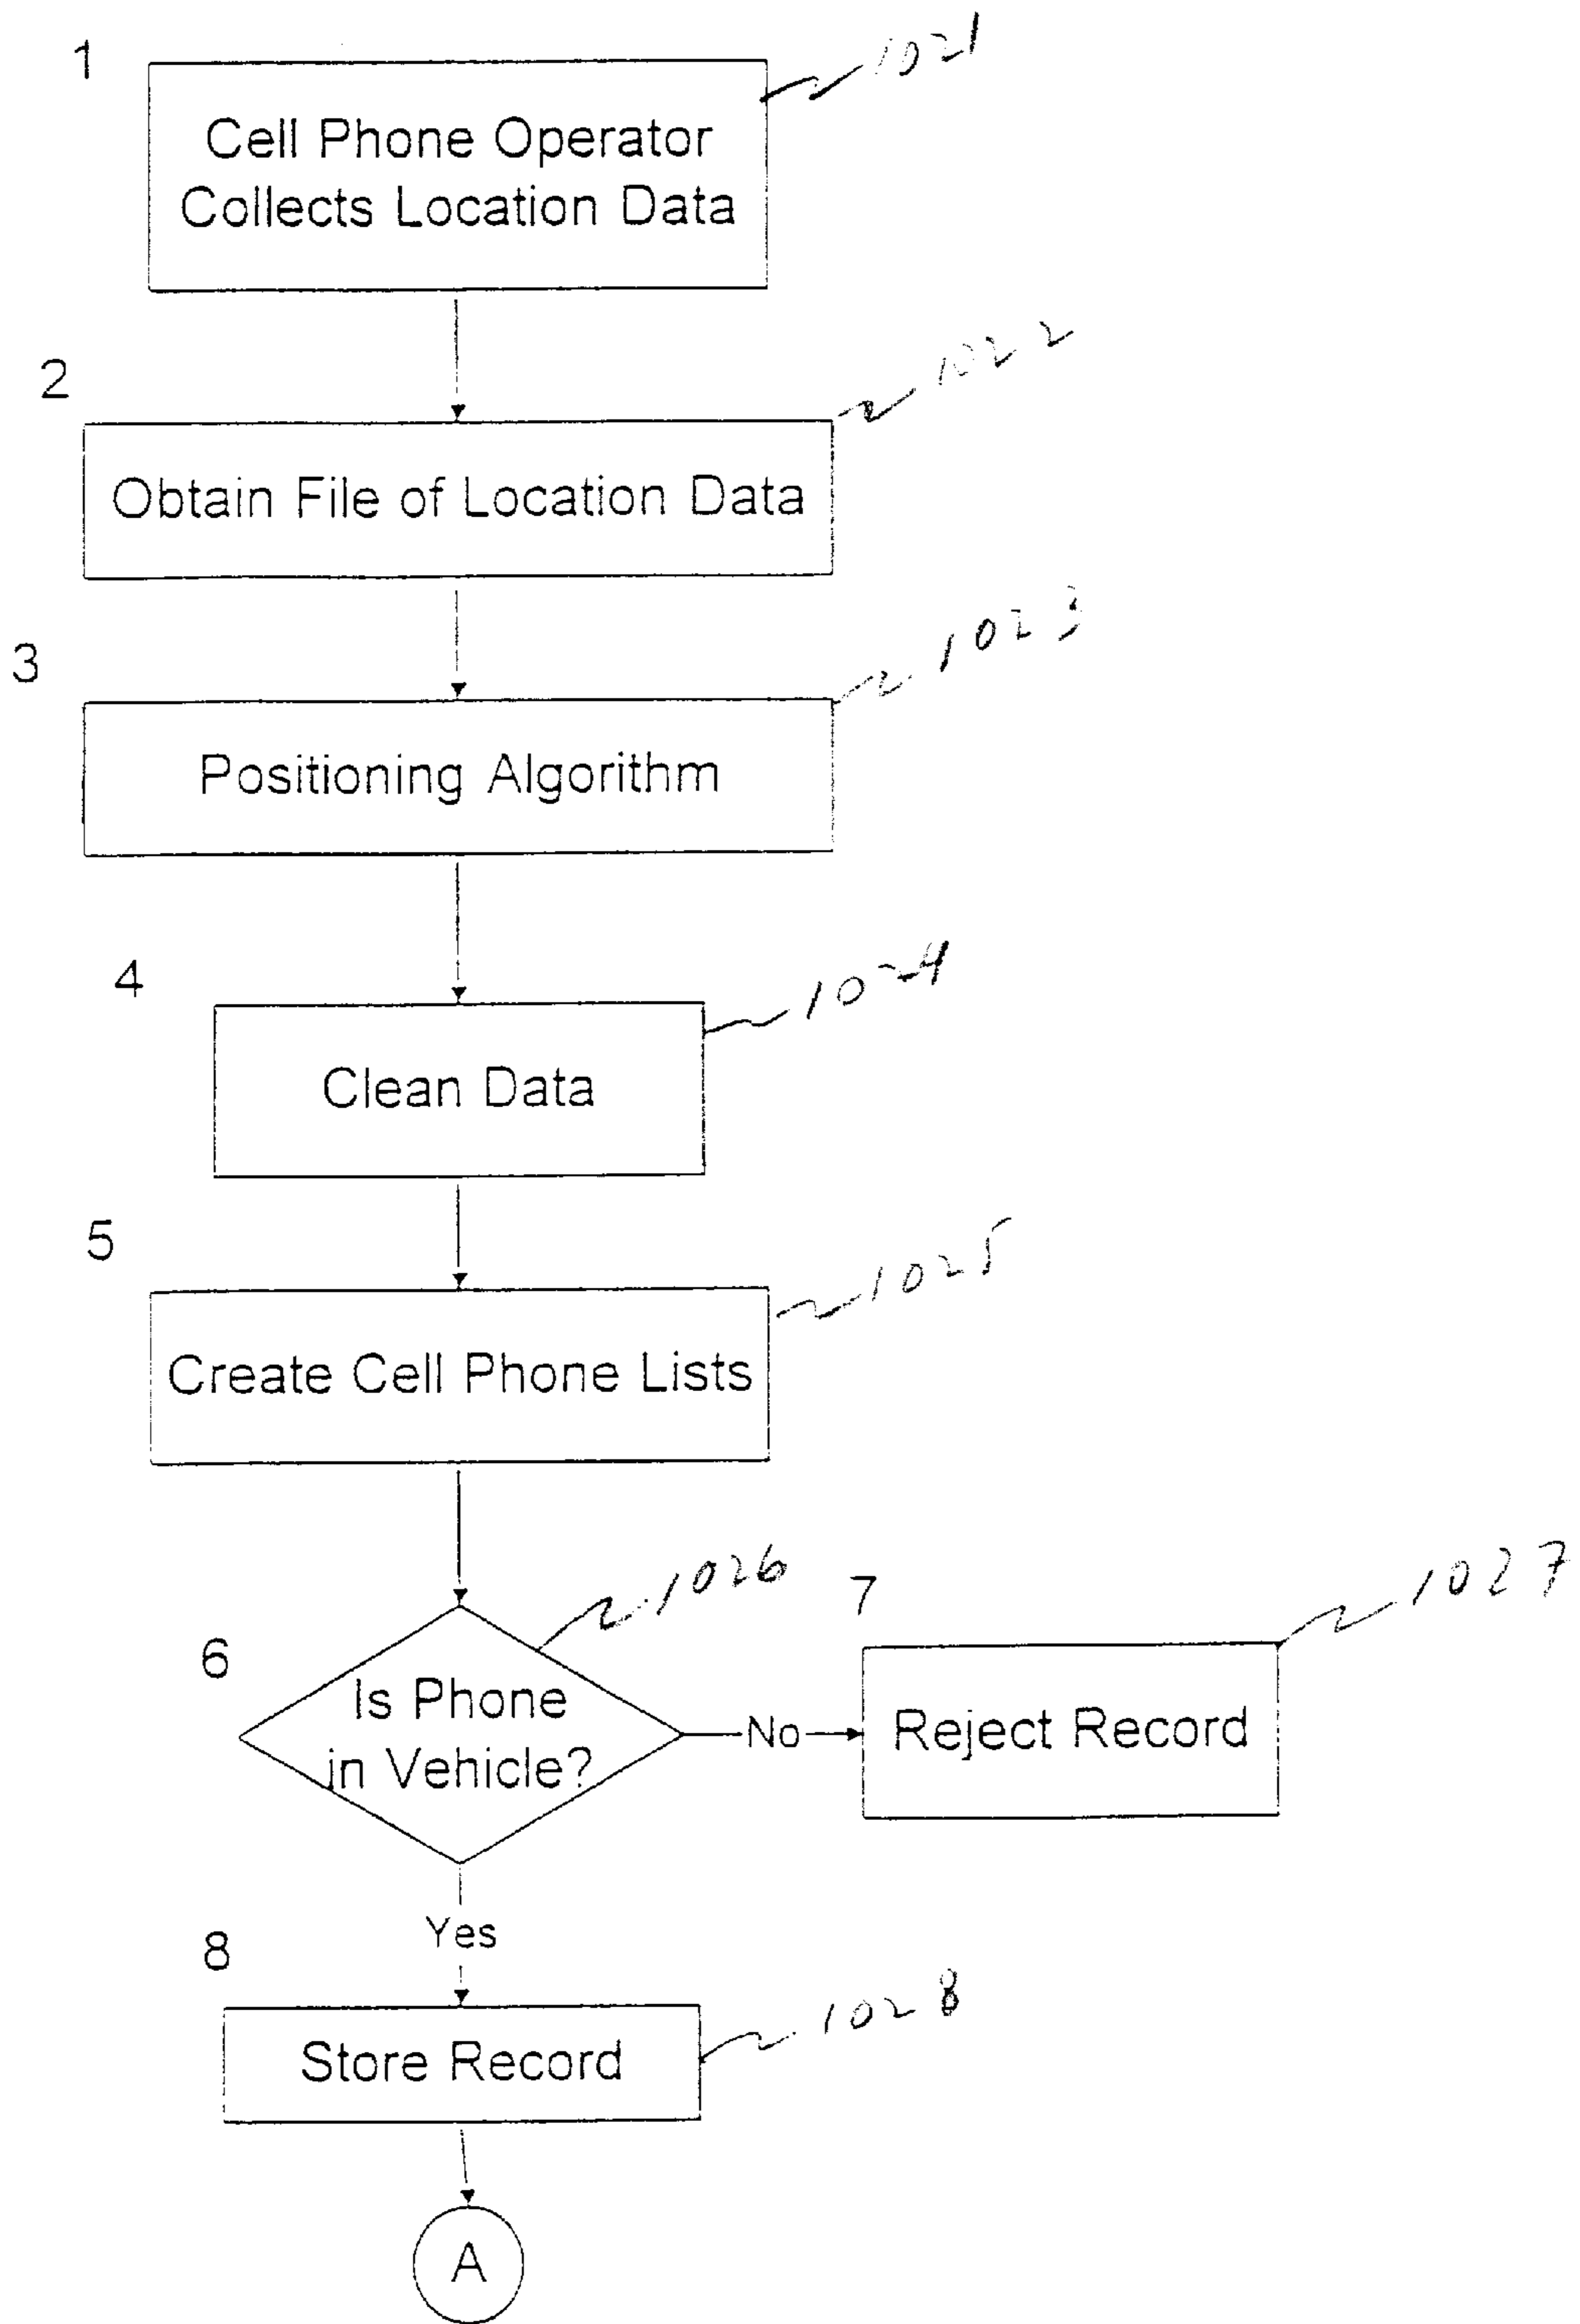 1
1021
Cell Phone Operator
Collects Location Data
2
1022
Obtain File of Location Data
3
1023
Positioning Algorithm
4
1024
Clean Data
5
1025
Create Cell Phone Lists
6
1026
Is Phone
in Vehicle?
No
7
1027
Reject Record
Yes
8
1028
Store Record
A